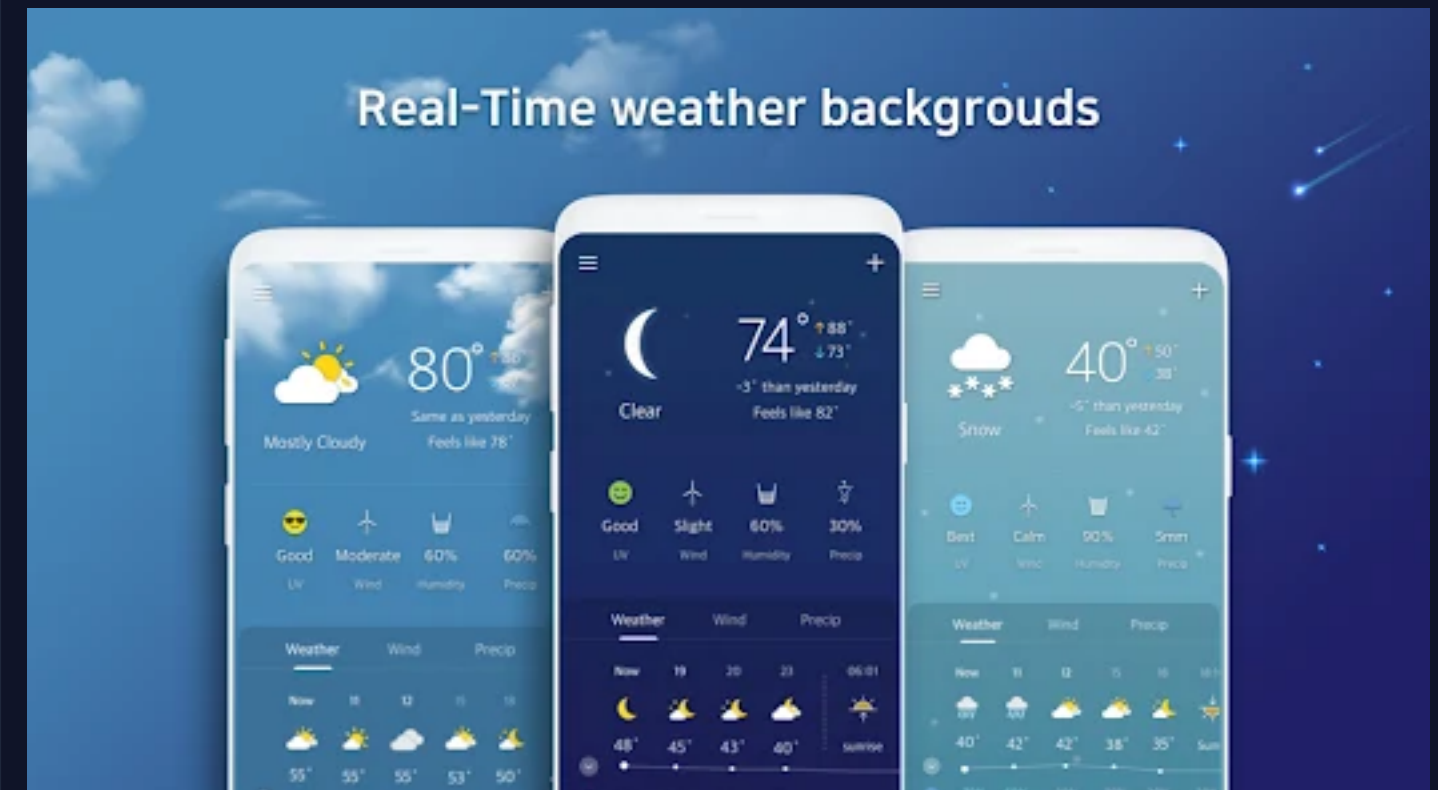 Real-Time weather backgrouds
80°
Same as yesterday
Mostly Cloudy
Feels like 78°
Good
Moderate
60%
60%
UV
Wind
Humidity
Precip
Weather
Wind
Precip
Now
11
12
55°
55°
55°
53°
50°
74°
↑88°
↓73°
-3° than yesterday
Clear
Feels like 82°
Good
Slight
60%
30%
UV
Wind
Humidity
Precip
Weather
Wind
Precip
Now
19
20
23
06:01
48°
45°
43°
40°
sunrise
40°
50°
38°
-5° than yesterday
Snow
Feels like 42°
Best
Calm
90%
5mm
UV
Wind
Humidity
Precip
Weather
Wind
Precip
Now
11
12
40°
42°
42°
38°
35°
Sun